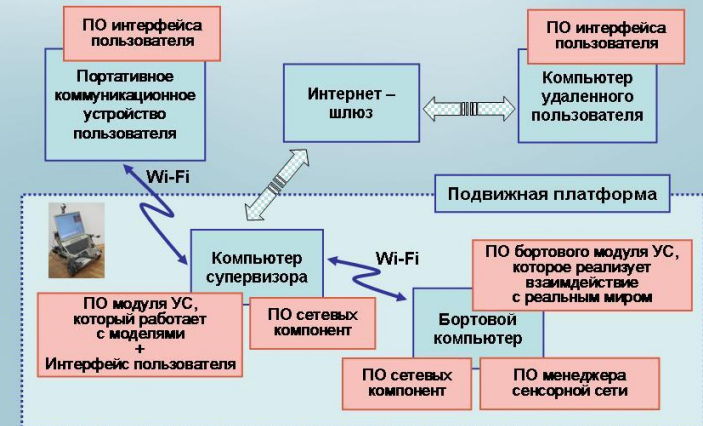 ПО интерфейса
пользователя
Портативное
коммуникационное
устройство
пользователя
Интернет –
шлюз
ПО интерфейса
пользователя
Компьютер
удаленного
пользователя
Wi-Fi
Подвижная платформа
Компьютер
супервизора
Wi-Fi
ПО бортового модуля УС,
которое реализует
взаимдействие
с реальным миром
ПО модуля УС,
который работает
с моделями
+
Интерфейс пользователя
ПО сетевых
компонент
Бортовой
компьютер
ПО сетевых
компонент
ПО менеджера
сенсорной сети